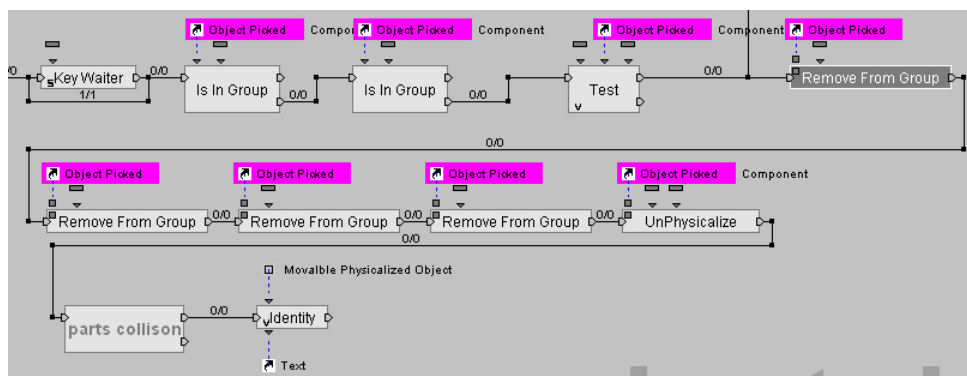 Object Picked Compo Object Picked Component Object Picked Component Object Picked
0/0 Key Waiter 0/0 Is In Group 0/0 Is In Group 0/0 Test 0/0 Remove From Group
s
1/1
V
0/0
Object Picked Object Picked Object Picked Object Picked Component
Remove From Group 0/0 Remove From Group 0/0 Remove From Group 0/0 UnPhysicalize
0/0
Movalble Physicalized Object
parts collison 0/0 Identity
V
Text